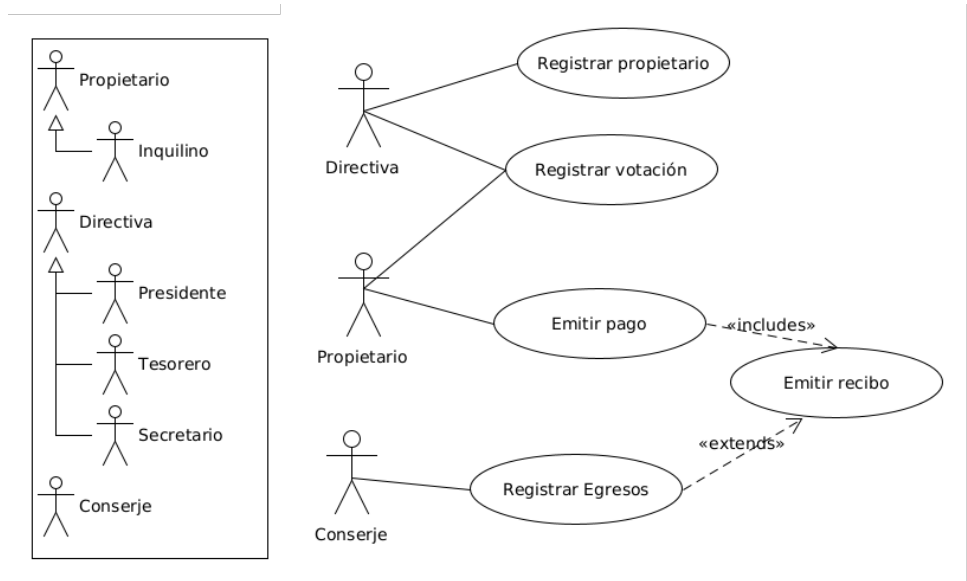 Propietario
Inquilino
Directiva
Presidente
Tesorero
Secretario
Conserje
Registrar propietario
Directiva
Registrar votación
Propietario
Emitir pago
«includes»
Emitir recibo
«extends»
Registrar Egresos
Conserje